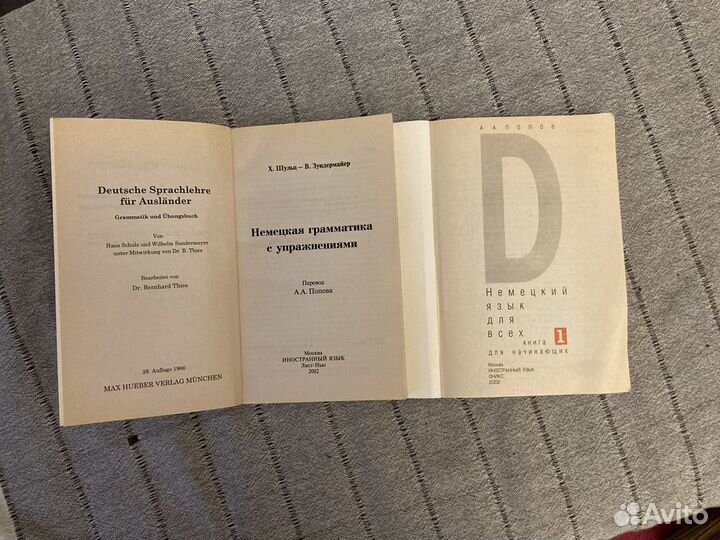 Deutsche Sprachlehre
für Ausländer
Grammatik und Übungsbuch
Von
Hans Schulz und Wilhelm Sundermeyer
unter Mitwirkung von Dr. B. Thies
Bearbeitet von
Dr. Bernhard Thies
28. Auflage 1966
MAX HUEBER VERLAG MÜNCHEN
Х. Шульц — В. Зундермайер
Немецкая грамматика
с упражнениями
Перевод
А.А. Попова
Москва
ИНОСТРАННЫЙ ЯЗЫК
Лист-Нью
2002
А.А.ПОПОВ
D
Немецкий
язык
для
всех
книга 1
для начинающих
Москва
ИНОСТРАННЫЙ ЯЗЫК
ОНИКС
2002
Avito